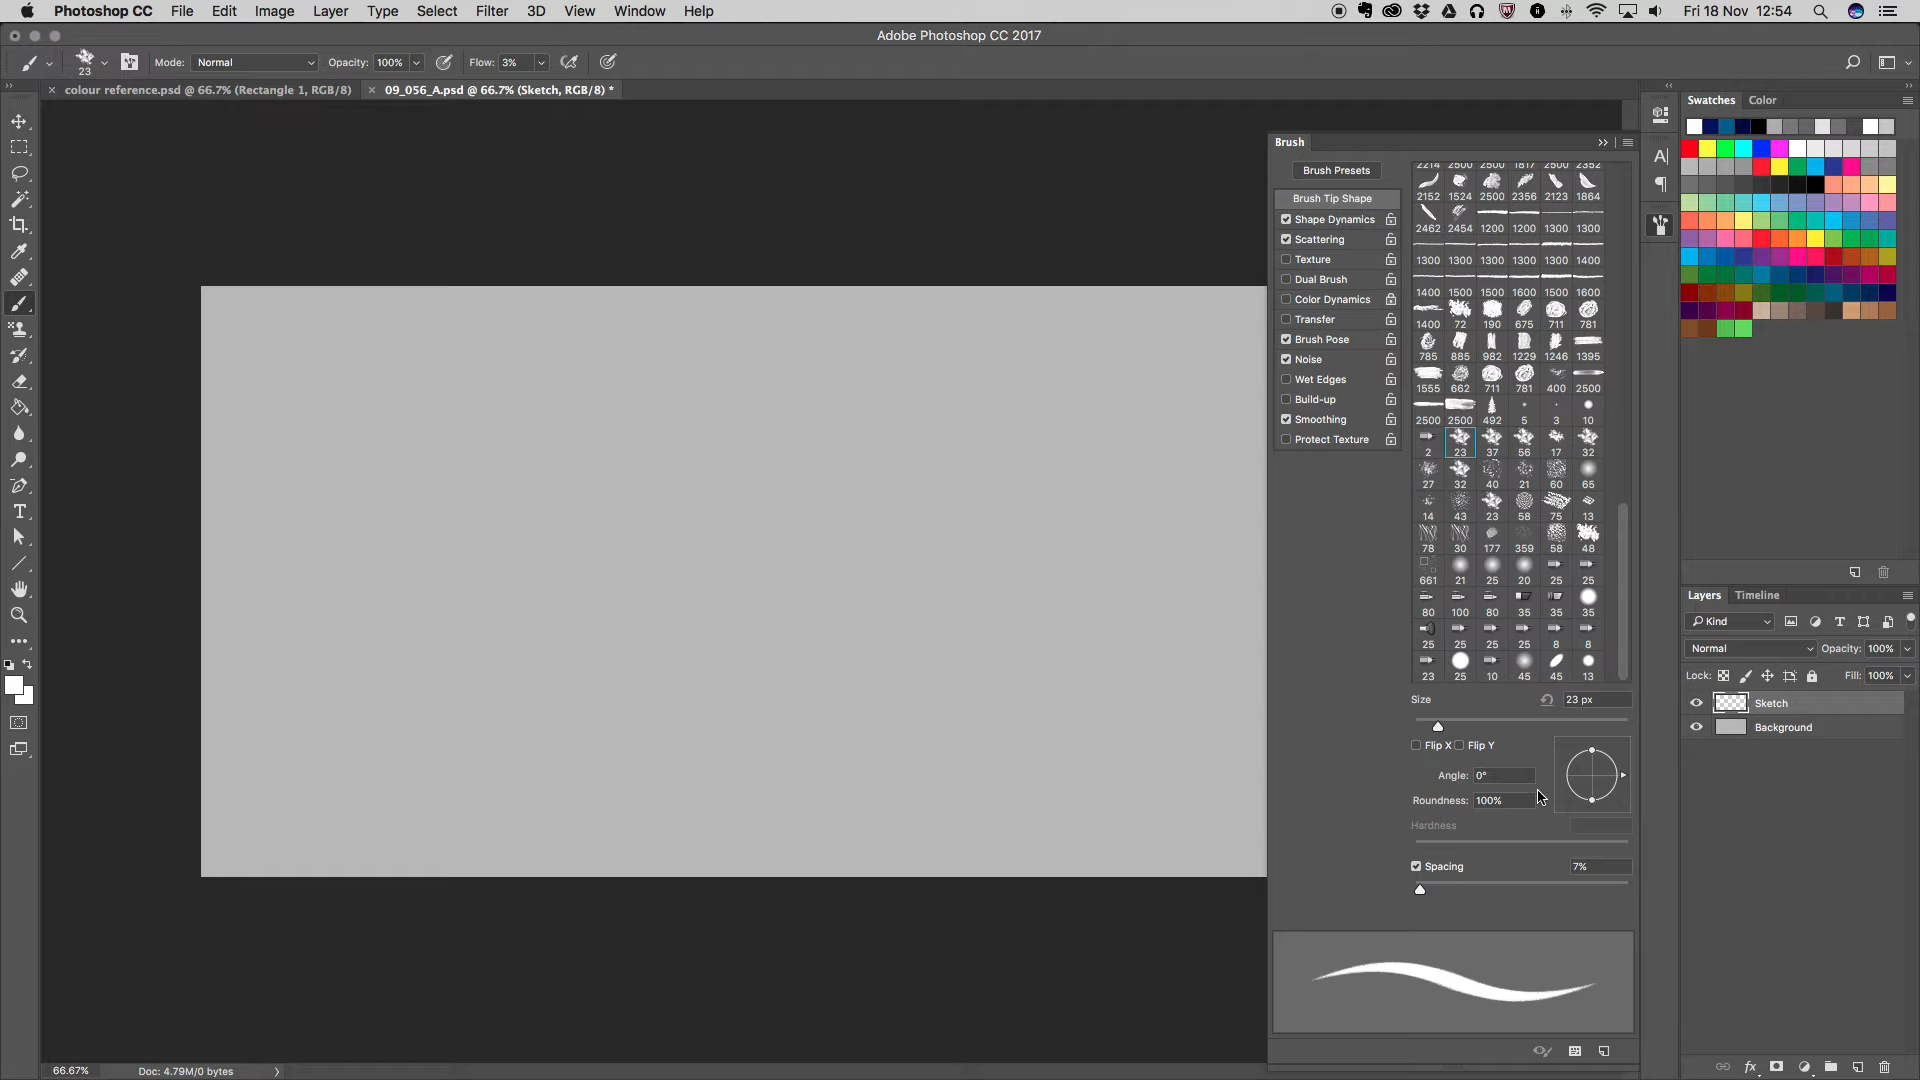 Photoshop CC File Edit Image Layer Type Select Filter 3D View Window Help Fri 18 Nov 12:54
Adobe Photoshop CC 2017
23 Mode: Normal Opacity: 100% Flow: 3%
colour reference.psd @ 66.7% (Rectangle 1, RGB/8) 09_056_A.psd @ 66.7% (Sketch, RGB/8) *
Swatches Color
Brush
Brush Presets
Brush Tip Shape
Shape Dynamics
Scattering
Texture
Dual Brush
Color Dynamics
Transfer
Brush Pose
Noise
Wet Edges
Build-up
Smoothing
Protect Texture
2214 2500 2500 1817 2500 2352
2152 1524 2500 2356 2123 1864
2462 2454 1200 1200 1300 1300
1300 1300 1300 1300 1300 1400
1400 1500 1500 1600 1500 1600
1400 72 190 675 711 781
785 885 982 1229 1246 1395
1555 662 711 781 400 2500
2500 2500 492 5 3 10
2 23 37 56 17 32
27 32 40 21 60 65
14 43 23 58 75 13
78 30 177 359 58 48
661 21 25 20 25 25
80 100 80 35 35 35
25 25 25 25 8 8
23 25 10 45 45 13
Size 23 px
Flip X Flip Y
Angle: 0°
Roundness: 100%
Hardness
Spacing 7%
Layers Timeline
Kind
Normal Opacity: 100%
Lock: Fill: 100%
Sketch
Background
66.67% Doc: 4.79M/0 bytes